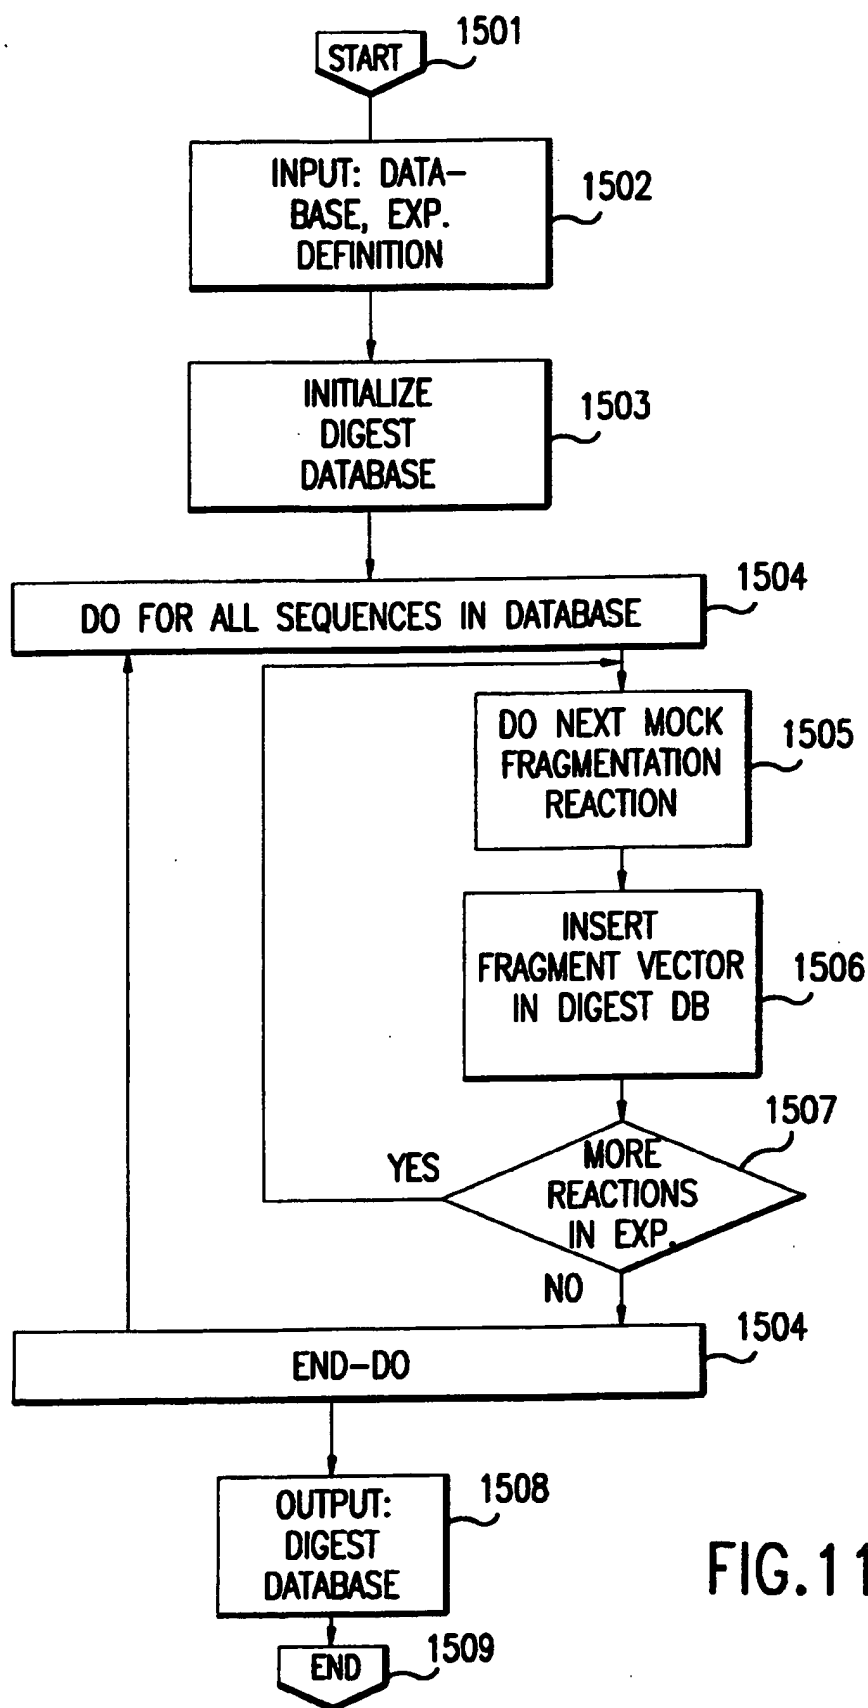 START
1501
INPUT: DATA-
BASE, EXP.
DEFINITION
1502
INITIALIZE
DIGEST
DATABASE
1503
DO FOR ALL SEQUENCES IN DATABASE
1504
DO NEXT MOCK
FRAGMENTATION
REACTION
1505
INSERT
FRAGMENT VECTOR
IN DIGEST DB
1506
MORE
REACTIONS
IN EXP.
1507
YES
NO
END-DO
1504
OUTPUT:
DIGEST
DATABASE
1508
END
1509
FIG.11